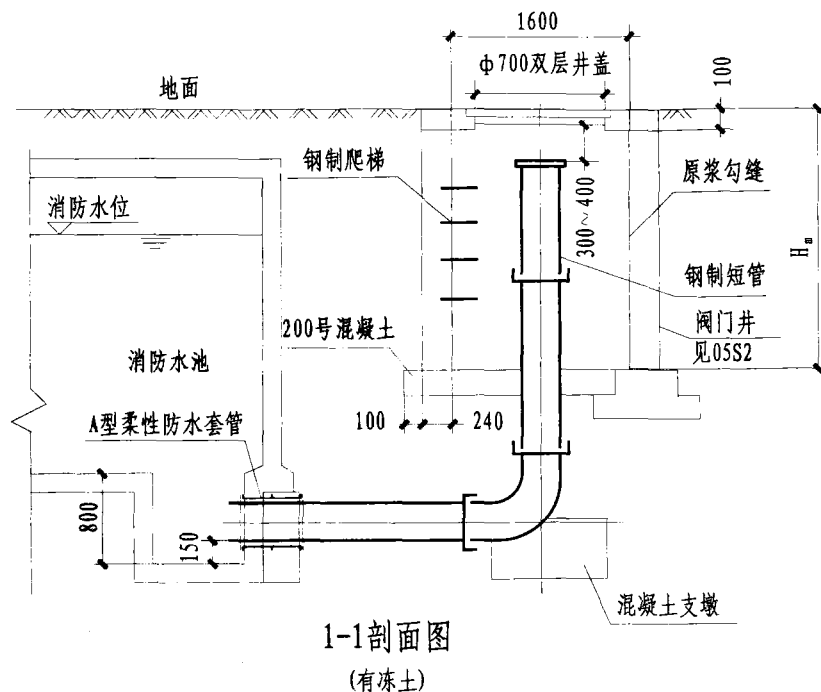 1600
ф700双层井盖
100
地面
钢制爬梯
原浆勾缝
消防水位
300~400
Hm
钢制短管
200号混凝土
阀门井
见05S2
消防水池
100
240
A型柔性防水套管
800
150
混凝土支墩
1-1剖面图
(有冻土)